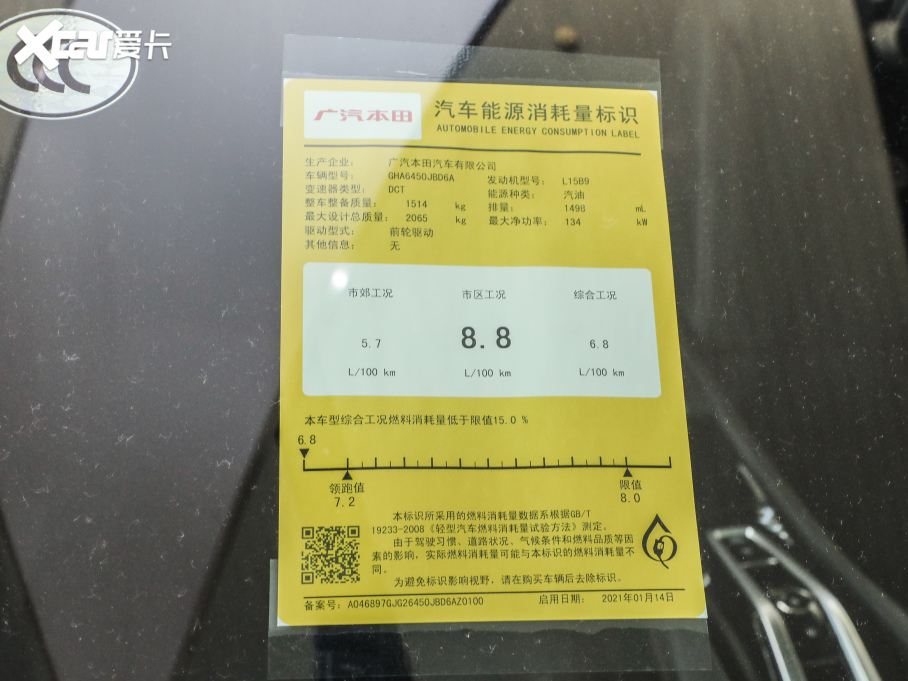 Xcar爱卡
CCC
广汽本田
汽车能源消耗量标识
AUTOMOBILE ENERGY CONSUMPTION LABEL
生产企业: 广汽本田汽车有限公司
车辆型号: GHA6450JBD6A 发动机型号: L15B9
变速器类型: DCT 能源种类: 汽油
整车整备质量: 1514 kg 排量: 1498 mL
最大设计总质量: 2065 kg 最大净功率: 134 kW
驱动型式: 前轮驱动
其他信息: 无
市郊工况 市区工况 综合工况
5.7 8.8 6.8
L/100 km L/100 km L/100 km
本车型综合工况燃料消耗量低于限值15.0 %
6.8
领跑值 限值
7.2 8.0
本标识所采用的燃料消耗量数据系根据GB/T
19233-2008《轻型汽车燃料消耗量试验方法》测定。
由于驾驶习惯、道路状况、气候条件和燃料品质等因
素的影响，实际燃料消耗量可能与本标识的燃料消耗量不
同。
为避免标识影响视野，请在购买车辆后去除标识。
备案号: A046897GJG26450JBD6AZ0100 启用日期: 2021年01月14日